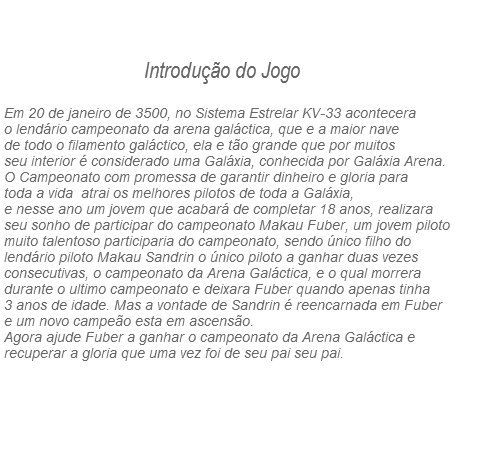 Introdução do Jogo
Em 20 de janeiro de 3500, no Sistema Estrelar KV-33 acontecera
o lendário campeonato da arena galáctica, que e a maior nave
de todo o filamento galáctico, ela e tão grande que por muitos
seu interior é considerado uma Galáxia, conhecida por Galáxia Arena.
O Campeonato com promessa de garantir dinheiro e gloria para
toda a vida  atrai os melhores pilotos de toda a Galáxia,
e nesse ano um jovem que acabará de completar 18 anos, realizara
seu sonho de participar do campeonato Makau Fuber, um jovem piloto
muito talentoso participaria do campeonato, sendo único filho do
lendário piloto Makau Sandrin o único piloto a ganhar duas vezes
consecutivas, o campeonato da Arena Galáctica, e o qual morrera
durante o ultimo campeonato e deixara Fuber quando apenas tinha
3 anos de idade. Mas a vontade de Sandrin é reencarnada em Fuber
e um novo campeão esta em ascensão.
Agora ajude Fuber a ganhar o campeonato da Arena Galáctica e
recuperar a gloria que uma vez foi de seu pai seu pai.